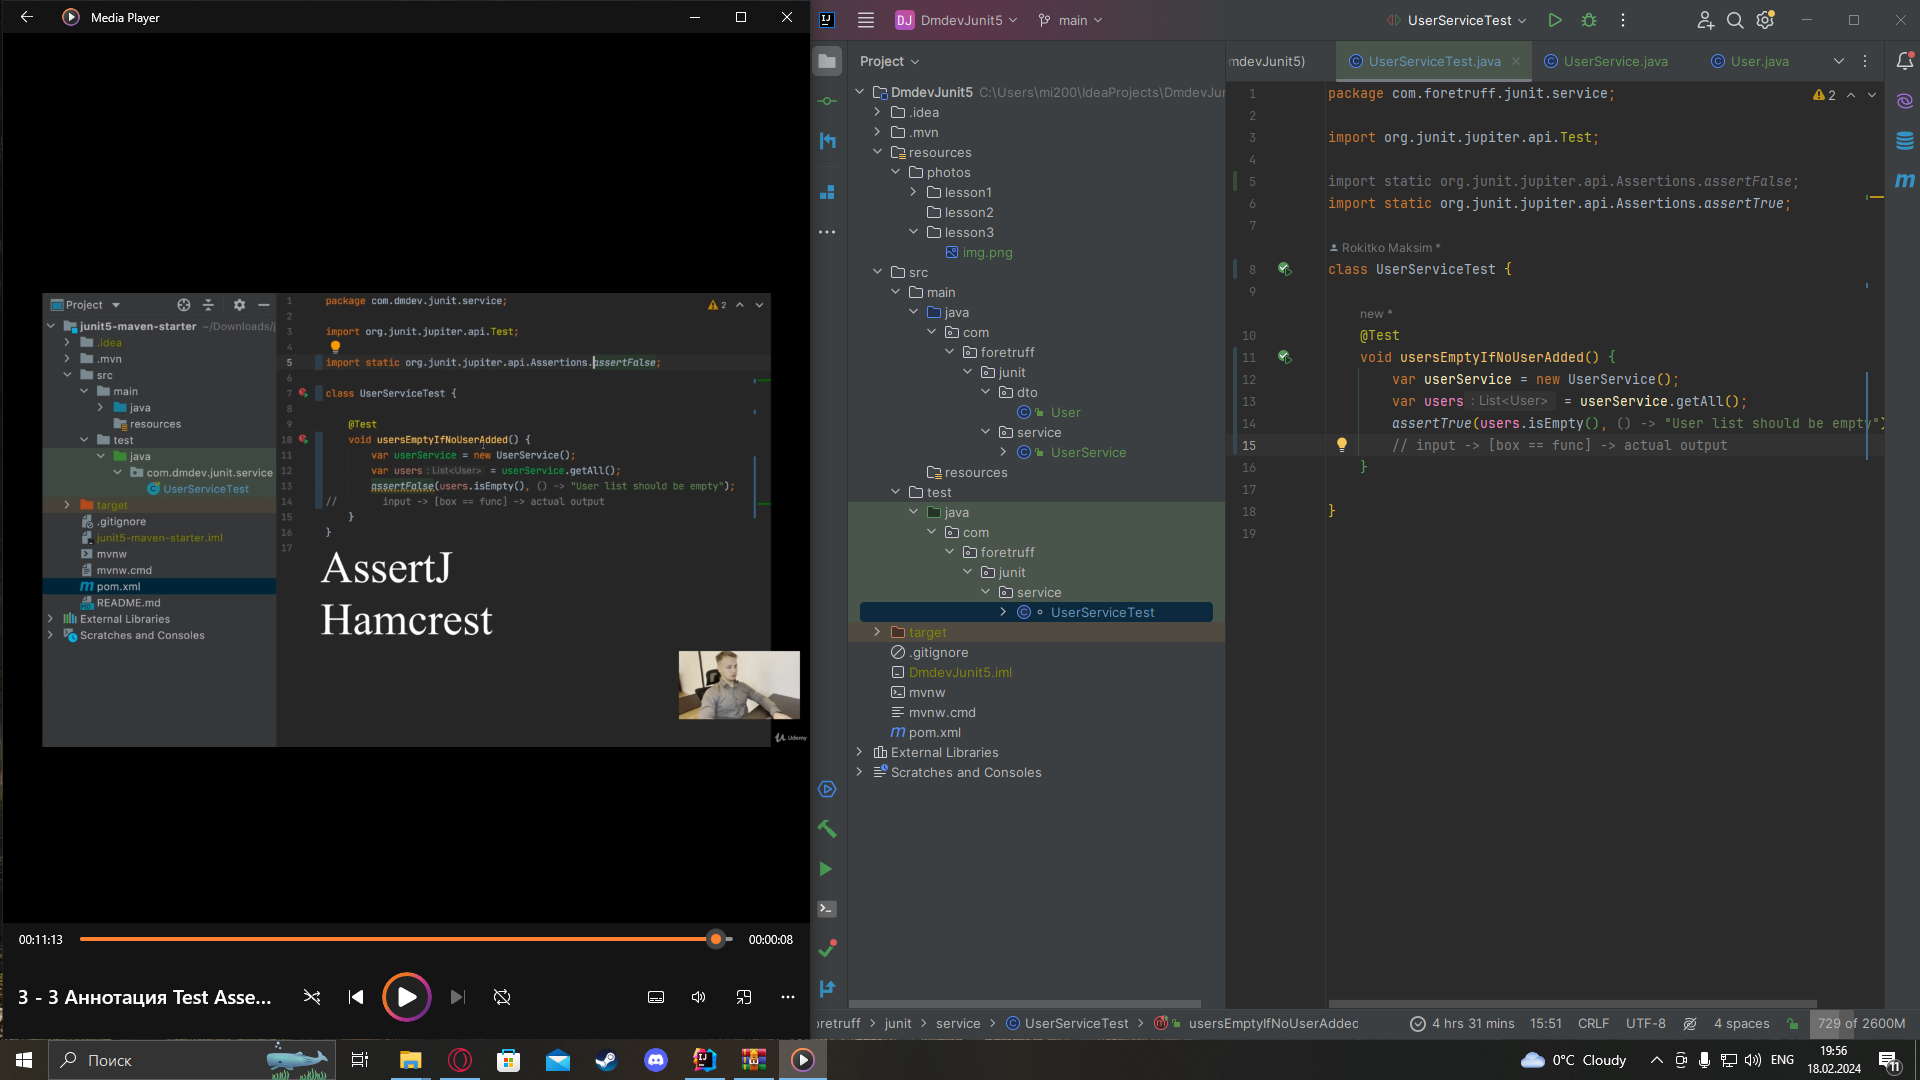 Media Player
Project
junit5-maven-starter ~/Downloads/j
.idea
.mvn
src
main
java
resources
test
java
com.dmdev.junit.service
UserServiceTest
target
.gitignore
junit5-maven-starter.iml
mvnw
mvnw.cmd
pom.xml
README.md
External Libraries
Scratches and Consoles
1 package com.dmdev.junit.service;
2
3 import org.junit.jupiter.api.Test;
4
5 import static org.junit.jupiter.api.Assertions.assertFalse;
6
7 class UserServiceTest {
8
9 @Test
10 void usersEmptyIfNoUserAdded() {
11 var userService = new UserService();
12 var users : List<User> = userService.getAll();
13 assertFalse(users.isEmpty(), () -> "User list should be empty");
14 // input -> [box == func] -> actual output
15 }
16 }
17
2
AssertJ
Hamcrest
Udemy
00:11:13
00:00:08
3 - 3 Аннотация Test Asse...
DJ DmdevJunit5
main
UserServiceTest
Project
DmdevJunit5 C:\Users\mi200\IdeaProjects\DmdevJun
.idea
.mvn
resources
photos
lesson1
lesson2
lesson3
img.png
src
main
java
com
foretruff
junit
dto
User
service
UserService
resources
test
java
com
foretruff
junit
service
UserServiceTest
target
.gitignore
DmdevJunit5.iml
mvnw
mvnw.cmd
pom.xml
External Libraries
Scratches and Consoles
mdevJunit5)
UserServiceTest.java
UserService.java
User.java
2
1 package com.foretruff.junit.service;
2
3 import org.junit.jupiter.api.Test;
4
5 import static org.junit.jupiter.api.Assertions.assertFalse;
6 import static org.junit.jupiter.api.Assertions.assertTrue;
7
Rokitko Maksim *
8 class UserServiceTest {
9
new *
10 @Test
11 void usersEmptyIfNoUserAdded() {
12 var userService = new UserService();
13 var users : List<User> = userService.getAll();
14 assertTrue(users.isEmpty(), () -> "User list should be empty")
15 // input -> [box == func] -> actual output
16 }
17
18 }
19
oretruff > junit > service > UserServiceTest > usersEmptyIfNoUserAdded
4 hrs 31 mins
15:51
CRLF
UTF-8
4 spaces
729 of 2600M
Поиск
0°C Cloudy
ENG
19:56
18.02.2024
11